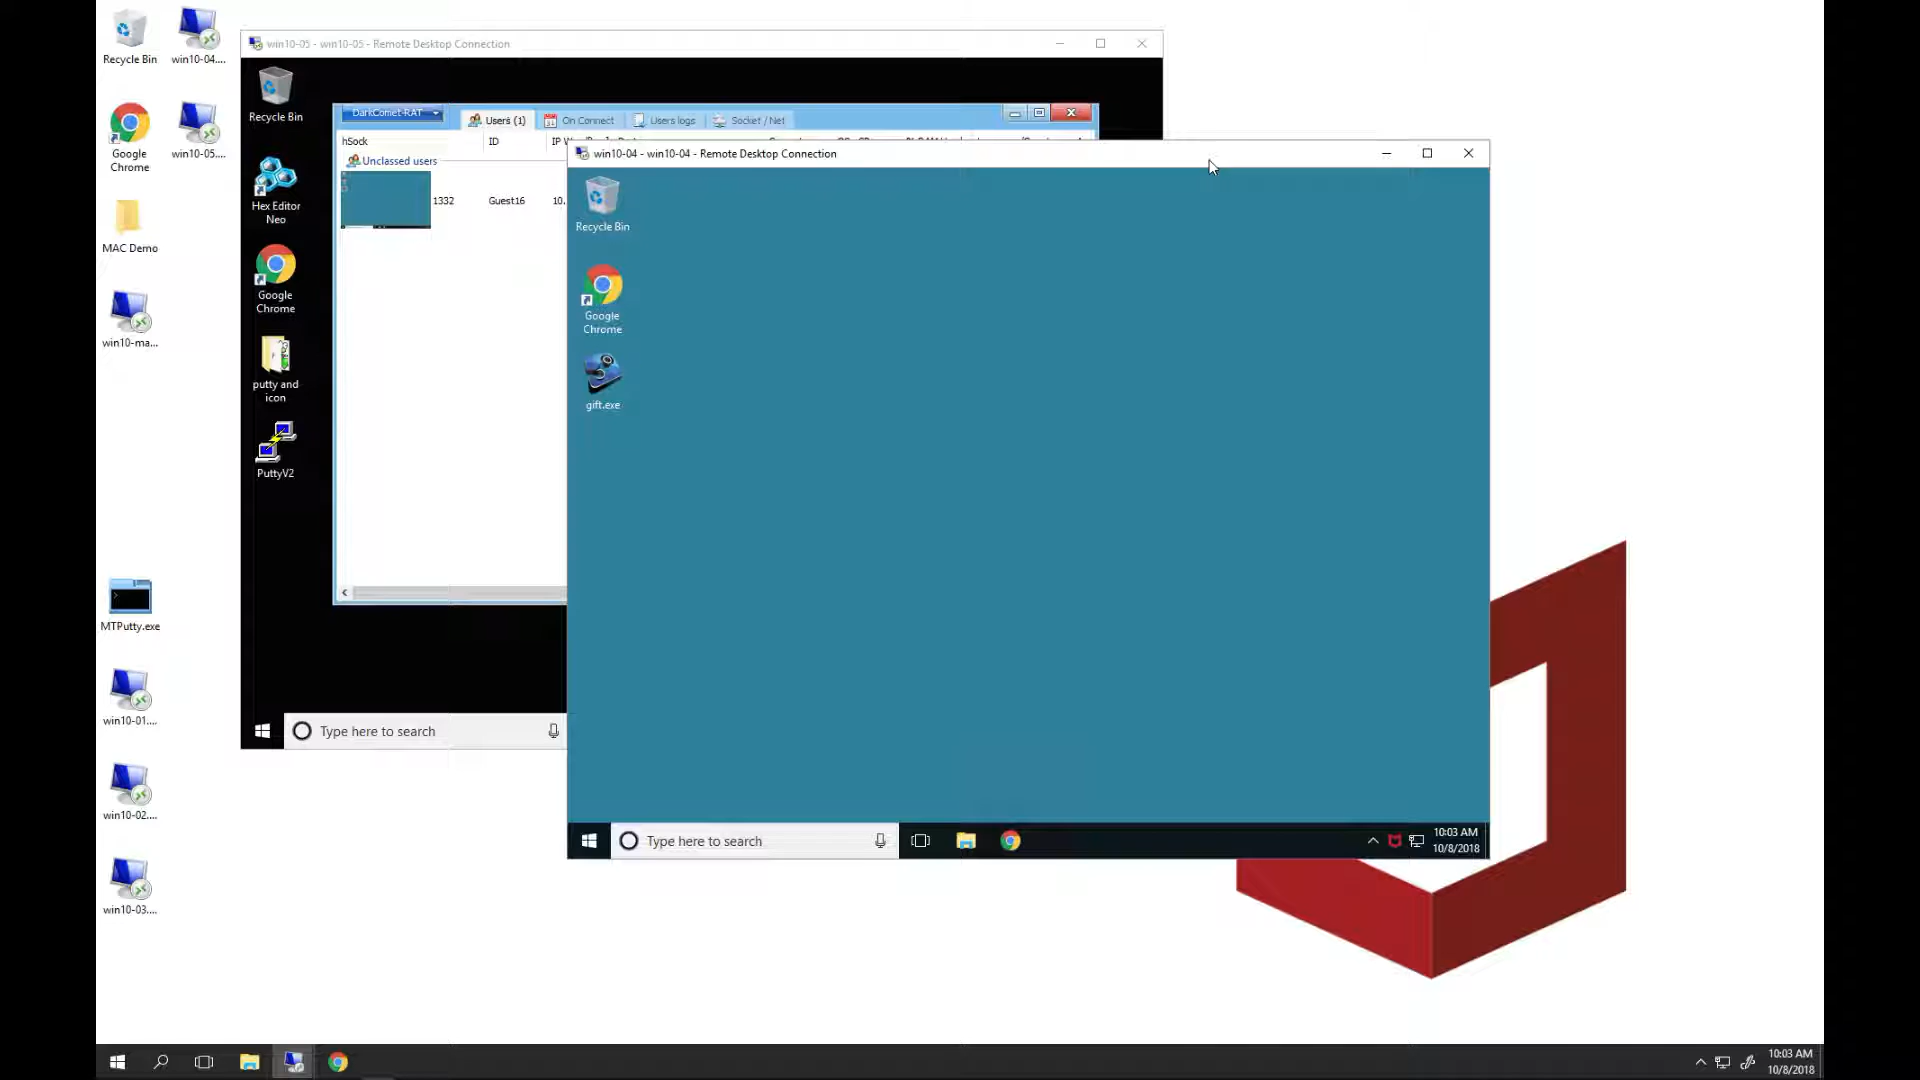 Recycle Bin
win10-04....
Google
Chrome
win10-05....
MAC Demo
win10-ma...
MTPutty.exe
win10-01....
win10-02....
win10-03....
win10-05 - win10-05 - Remote Desktop Connection
Recycle Bin
Hex Editor
Neo
Google
Chrome
putty and
icon
PuttyV2
Type here to search
DarkComet-RAT
Users (1)
On Connect
Users logs
Socket / Net
hSock
ID
Unclassed users
1332
Guest16
10.
win10-04 - win10-04 - Remote Desktop Connection
Recycle Bin
Google
Chrome
gift.exe
Type here to search
10:03 AM
10/8/2018
10:03 AM
10/8/2018